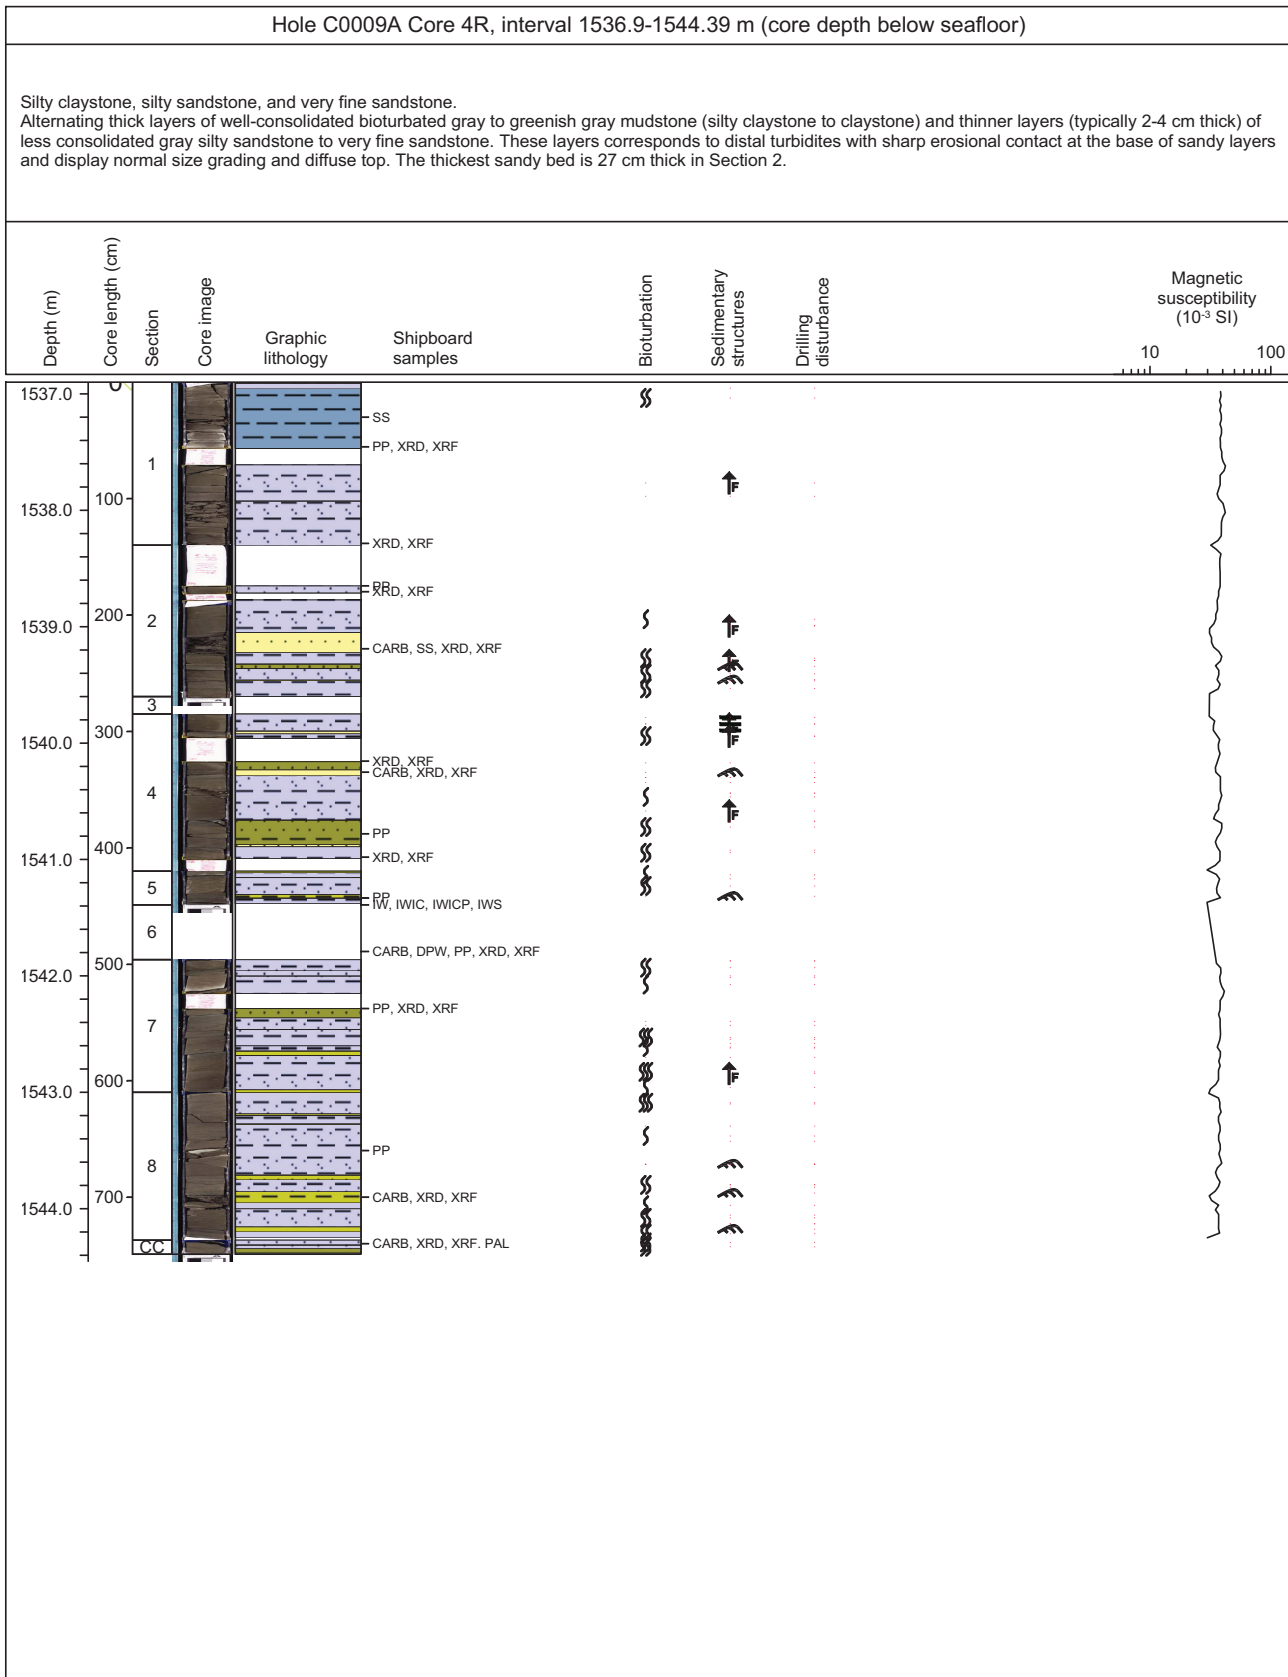 Hole C0009A Core 4R, interval 1536.9-1544.39 m (core depth below seafloor)
Silty claystone, silty sandstone, and very fine sandstone.
Alternating thick layers of well-consolidated bioturbated gray to greenish gray mudstone (silty claystone to claystone) and thinner layers (typically 2-4 cm thick) of
less consolidated gray silty sandstone to very fine sandstone. These layers corresponds to distal turbidites with sharp erosional contact at the base of sandy layers
and display normal size grading and diffuse top. The thickest sandy bed is 27 cm thick in Section 2.
Depth (m)
Core length (cm)
Section
Core image
Graphic
lithology
Shipboard
samples
Bioturbation
Sedimentary
structures
Drilling
disturbance
Magnetic
susceptibility
(10-3 SI)
10 100
0
1537.0
SS
PP, XRD, XRF
1
F
100
1538.0
XRD, XRF
PP
XRD, XRF
200
2
1539.0
F
CARB, SS, XRD, XRF
F
3
300
1540.0
F
XRD, XRF
CARB, XRD, XRF
4
F
PP
400
1541.0
XRD, XRF
5
PP
IW, IWIC, IWICP, IWS
6
CARB, DPW, PP, XRD, XRF
500
1542.0
PP, XRD, XRF
7
F
600
1543.0
PP
8
700
CARB, XRD, XRF
1544.0
CC
CARB, XRD, XRF. PAL